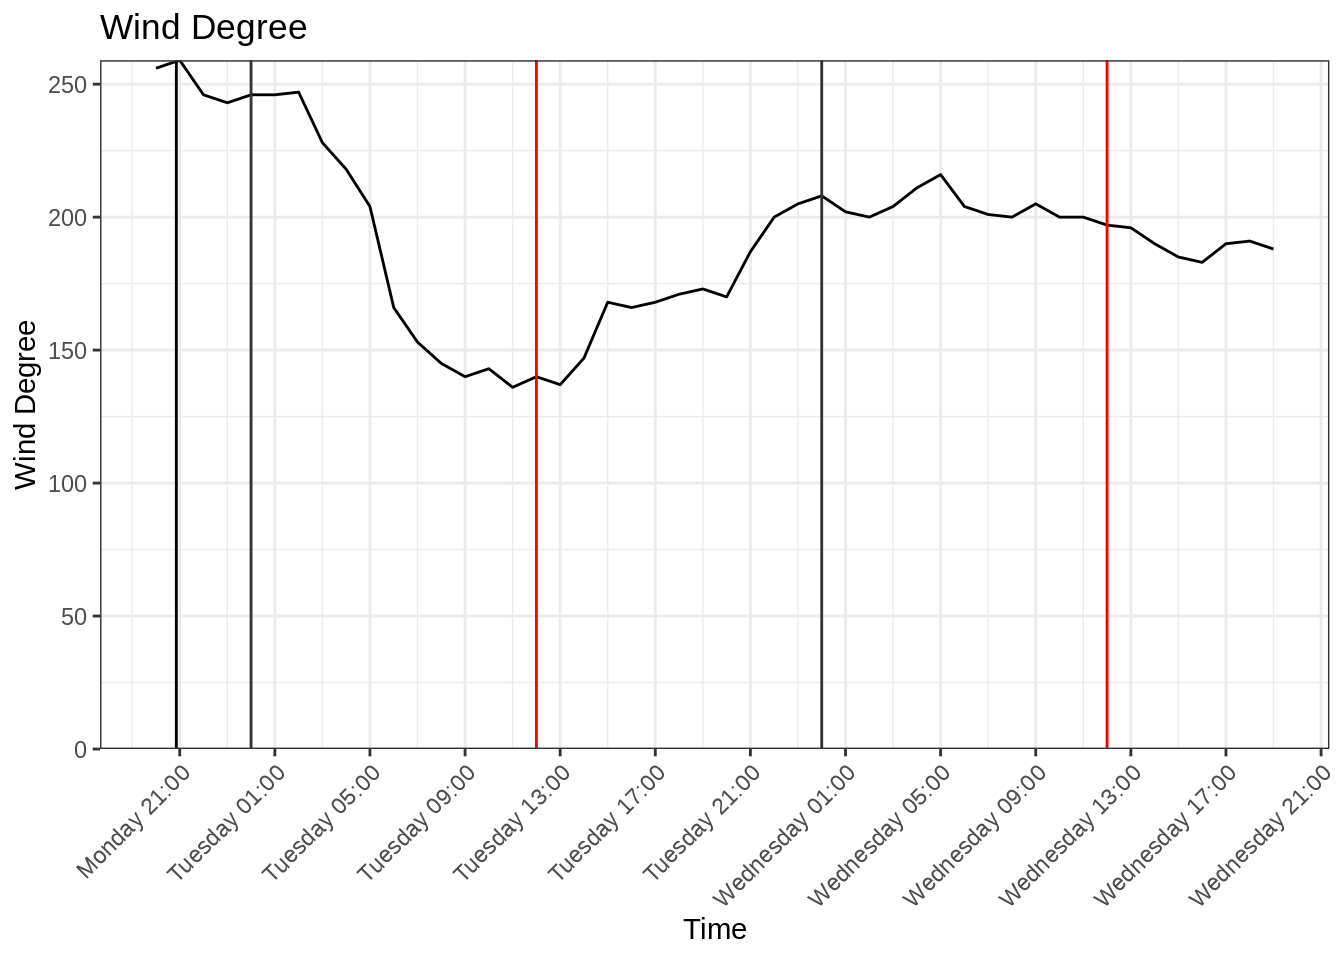 Wind Degree
Wind Degree
250
200
150
100
50
0
Monday 21:00
Tuesday 01:00
Tuesday 05:00
Tuesday 09:00
Tuesday 13:00
Tuesday 17:00
Tuesday 21:00
Wednesday 01:00
Wednesday 05:00
Wednesday 09:00
Wednesday 13:00
Wednesday 17:00
Wednesday 21:00
Time